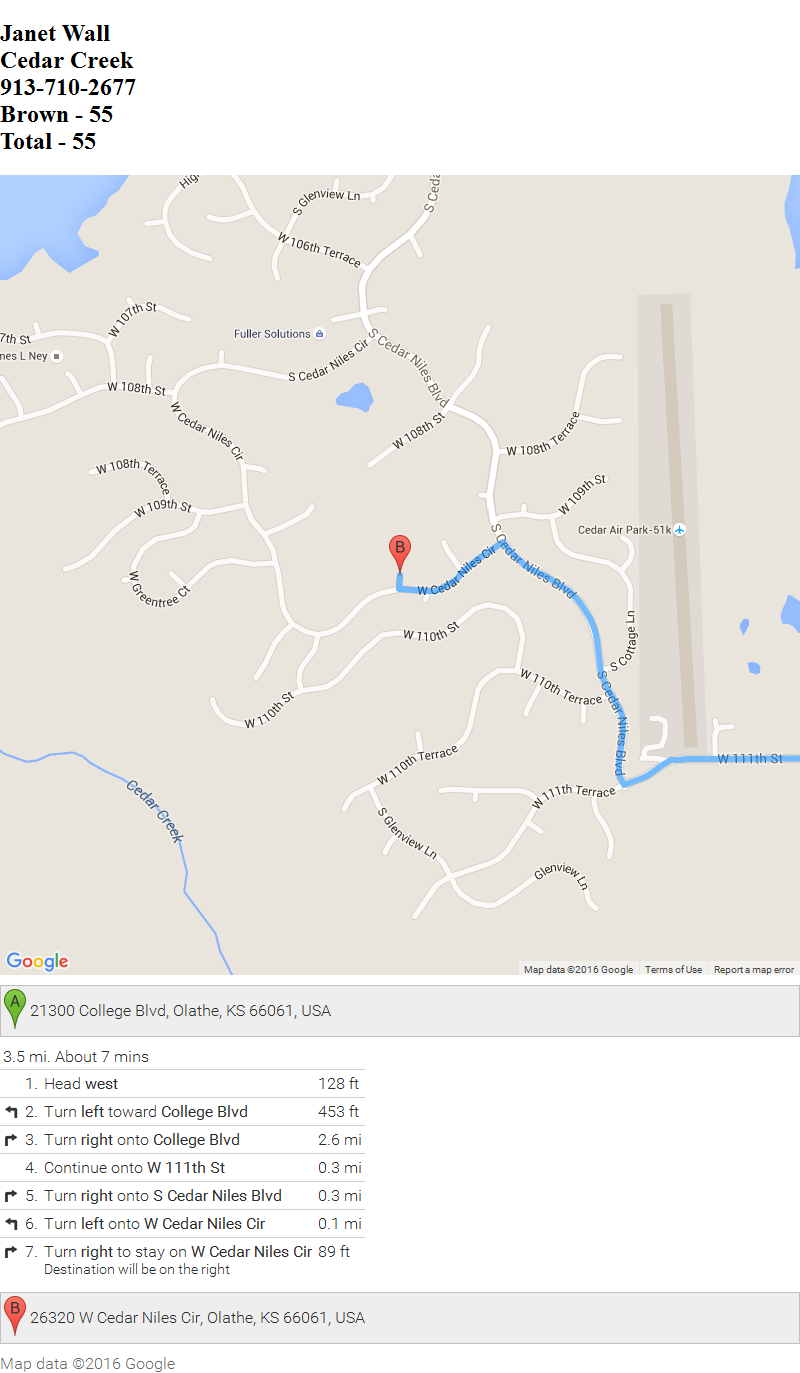 Janet Wall
Cedar Creek
913-710-2677
Brown - 55
Total - 55
High
S Glenview Ln
S Ceda
W 106th Terrace
W 107th St
7th St
nes L Ney
Fuller Solutions
S Cedar Niles Cir
S Cedar Niles Blvd
W 108th St
W Cedar Niles Cir
W 108th St
W 108th Terrace
W 108th Terrace
W 109th St
W 109th St
Cedar Air Park-51k
S Cedar Niles Blvd
B
W Cedar Niles Cir
W Greentree Ct
W 110th St
S Cottage Ln
W 110th Terrace
S Cedar Niles Blvd
W 110th St
W 110th Terrace
W 111th St
W 111th Terrace
Cedar Creek
S Glenview Ln
Glenview Ln
Google
Map data ©2016 Google Terms of Use Report a map error
A 21300 College Blvd, Olathe, KS 66061, USA
3.5 mi. About 7 mins
1. Head west 128 ft
2. Turn left toward College Blvd 453 ft
3. Turn right onto College Blvd 2.6 mi
4. Continue onto W 111th St 0.3 mi
5. Turn right onto S Cedar Niles Blvd 0.3 mi
6. Turn left onto W Cedar Niles Cir 0.1 mi
7. Turn right to stay on W Cedar Niles Cir 89 ft
Destination will be on the right
B 26320 W Cedar Niles Cir, Olathe, KS 66061, USA
Map data ©2016 Google